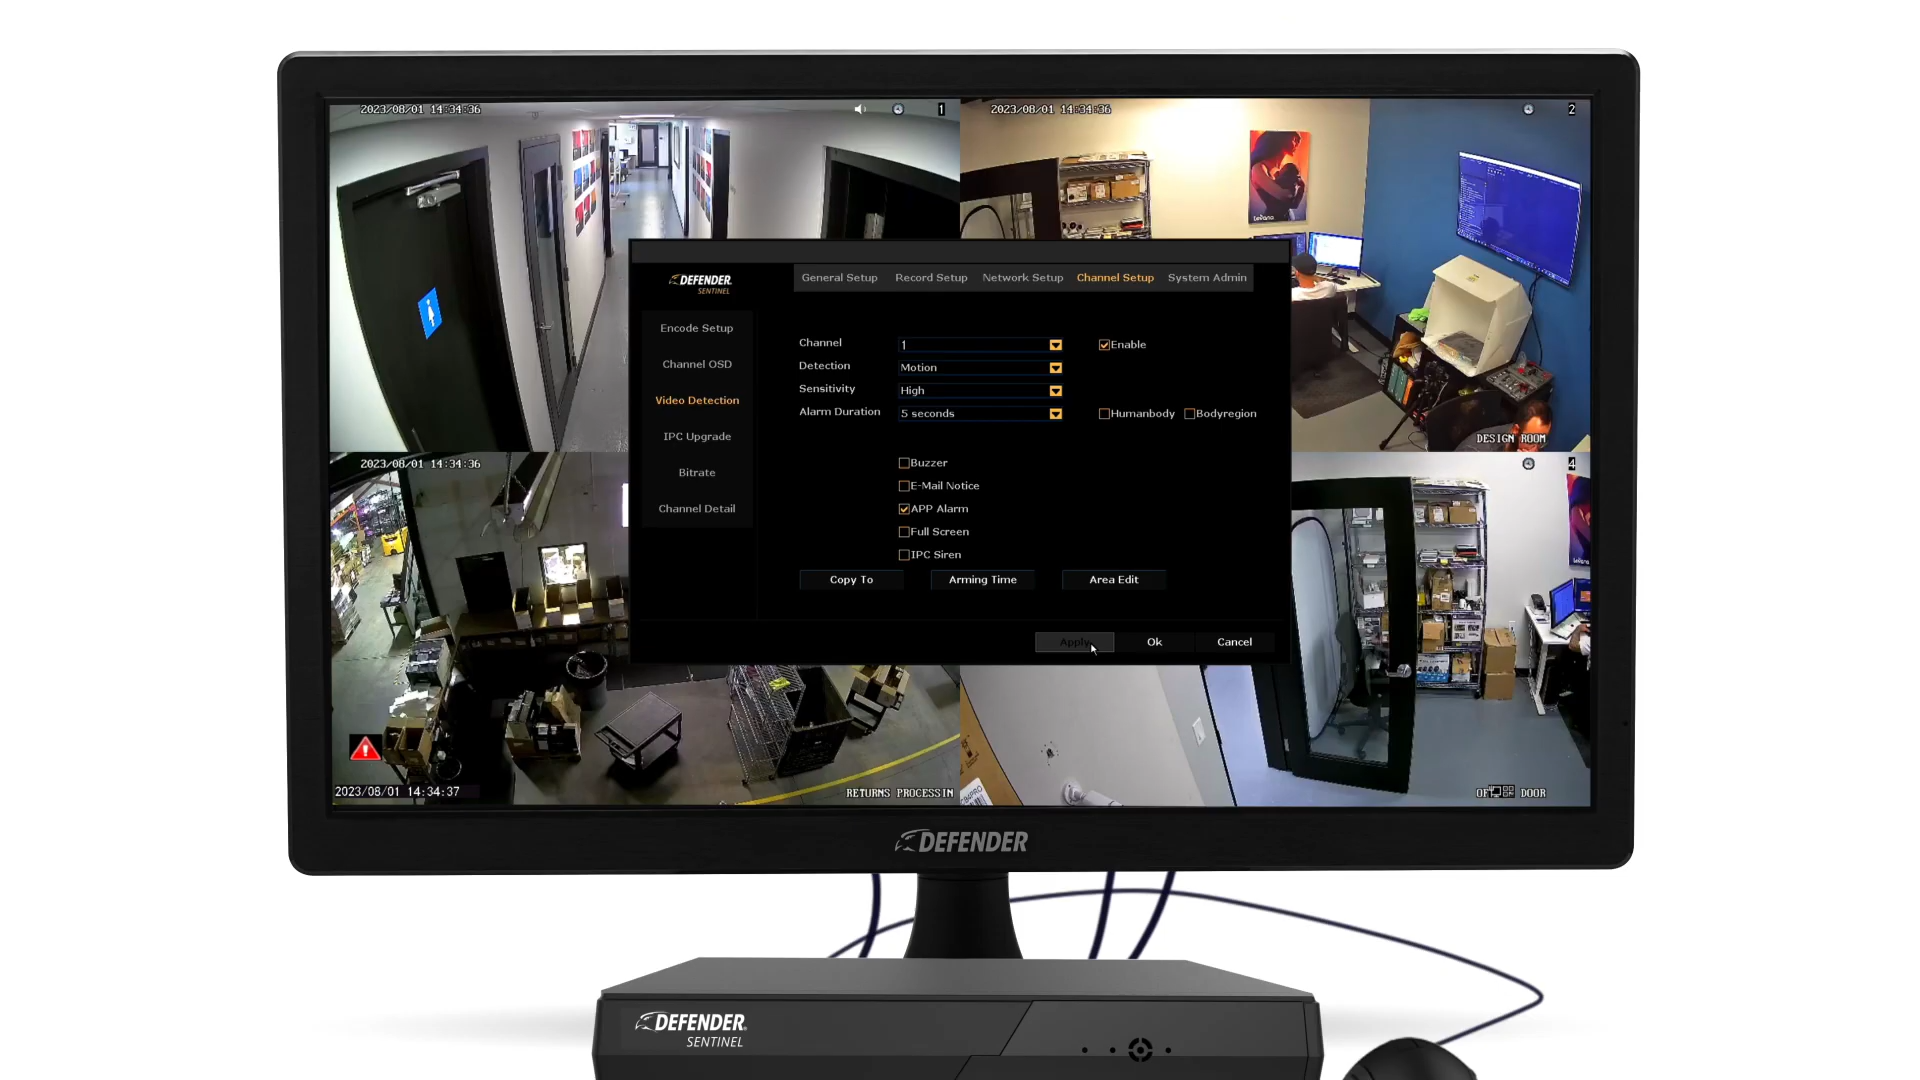 2023/08/01 14:34:36
1
2023/08/01 14:34:36
2
Levana
DEFENDER
SENTINEL
General Setup Record Setup Network Setup Channel Setup System Admin
Encode Setup
Channel OSD
Video Detection
IPC Upgrade
Bitrate
Channel Detail
Channel 1 Enable
Detection Motion
Sensitivity High
Alarm Duration 5 seconds Humanbody Bodyregion
Buzzer
E-Mail Notice
APP Alarm
Full Screen
IPC Siren
Copy To Arming Time Area Edit
Apply Ok Cancel
DESIGN ROOM
2023/08/01 14:34:36
4
2023/08/01 14:34:37
RETURNS PROCESSIN
DOOR
DEFENDER
DEFENDER
SENTINEL